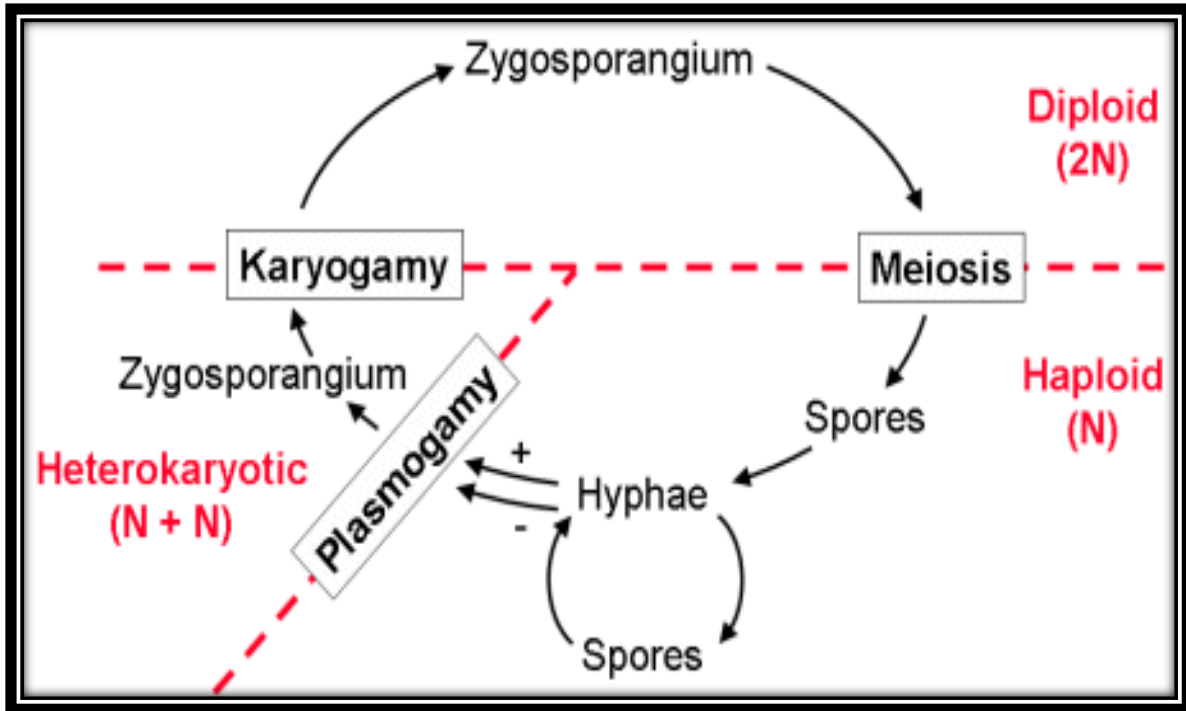 Zygosporangium
Diploid
(2N)
Karyogamy
Meiosis
Zygosporangium
Haploid
(N)
Spores
Heterokaryotic
(N + N)
Plasmogamy
+
-
Hyphae
Spores